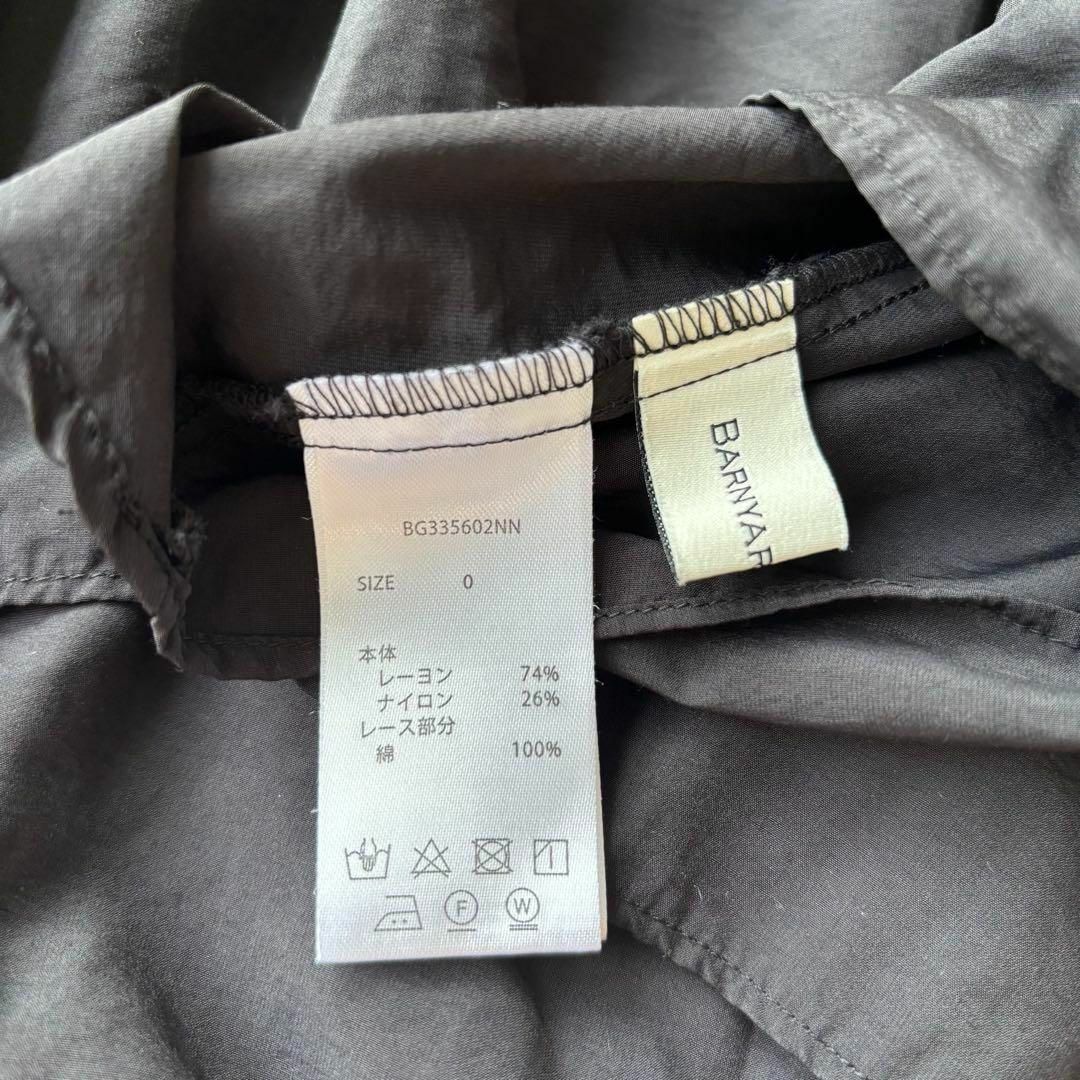 BG335602NN
SIZE 0
本体
レーヨン 74%
ナイロン 26%
レース部分
綿 100%
F W
BARNYAR